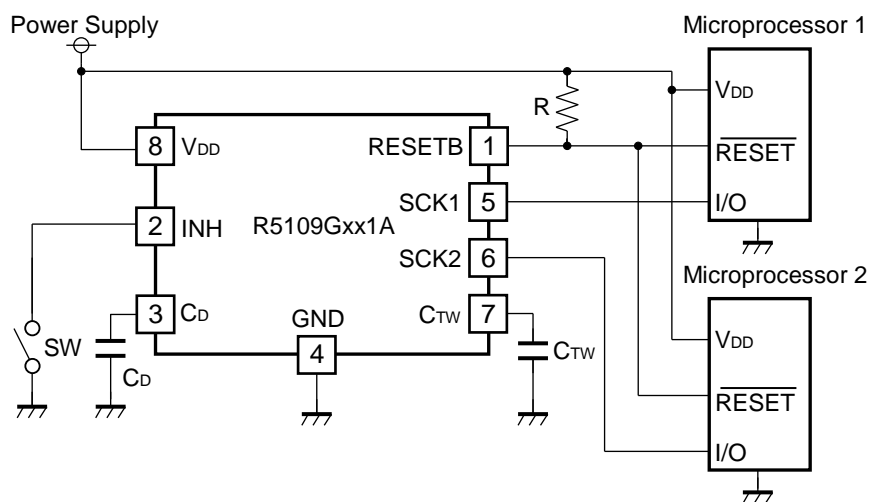 Power Supply
Microprocessor 1
VDD
RESET
I/O
R
8 VDD
RESETB 1
2 INH
R5109Gxx1A
SCK1 5
SCK2 6
3 CD
GND
4
CTW 7
SW
CD
CTW
Microprocessor 2
VDD
RESET
I/O